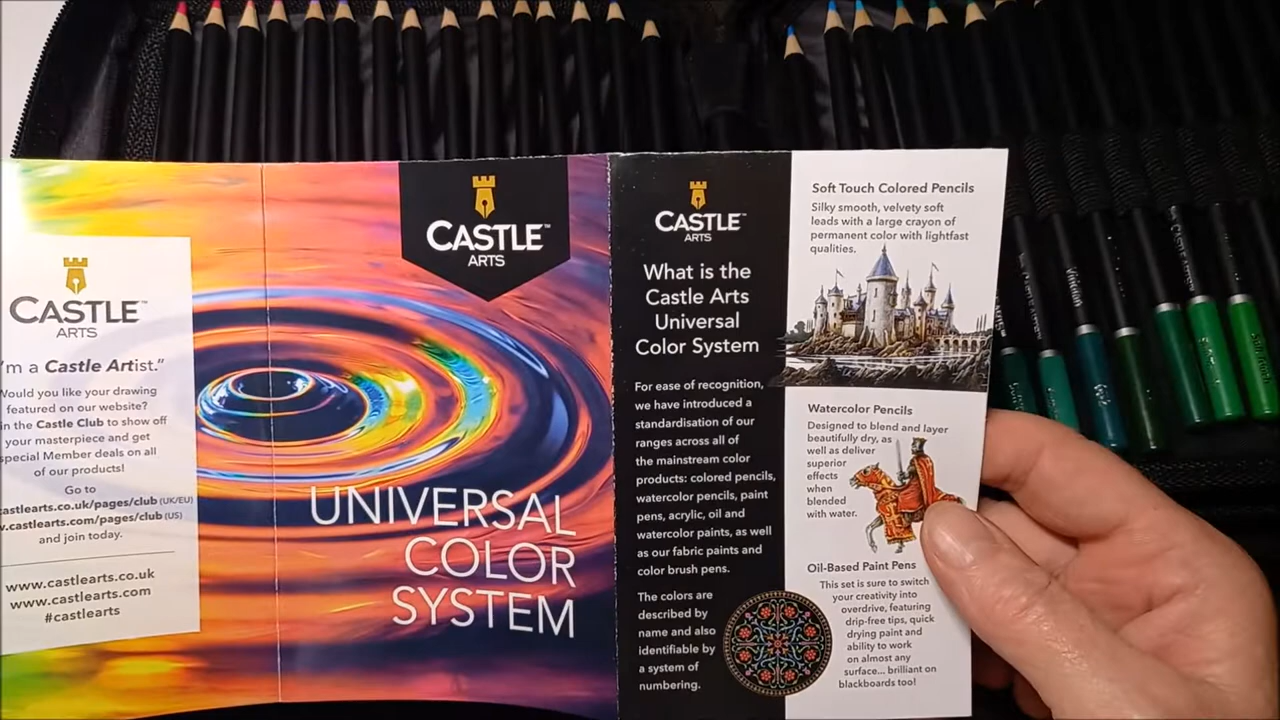 CASTLE™
ARTS
'm a Castle Artist."
Would you like your drawing
featured on our website?
in the Castle Club to show off
your masterpiece and get
special Member deals on all
of our products!
Go to
castlearts.co.uk/pages/club (UK/EU)
w.castlearts.com/pages/club (US)
and join today.
www.castlearts.co.uk
www.castlearts.com
#castlearts
CASTLE™
ARTS
UNIVERSAL
COLOR
SYSTEM
CASTLE™
ARTS
What is the
Castle Arts
Universal
Color System
For ease of recognition,
we have introduced a
standardisation of our
ranges across all of
the mainstream color
products: colored pencils,
watercolor pencils, paint
pens, acrylic, oil and
watercolor paints, as well
as our fabric paints and
color brush pens.
The colors are
described by
name and also
identifiable by
a system of
numbering.
Soft Touch Colored Pencils
Silky smooth, velvety soft
leads with a large crayon of
permanent color with lightfast
qualities.
Watercolor Pencils
Designed to blend and layer
beautifully dry, as
well as deliver
superior
effects
when
blended
with water.
Oil-Based Paint Pens
This set is sure to switch
your creativity into
overdrive, featuring
drip-free tips, quick
drying paint and
ability to work
on almost any
surface... brilliant on
blackboards too!
Viridian